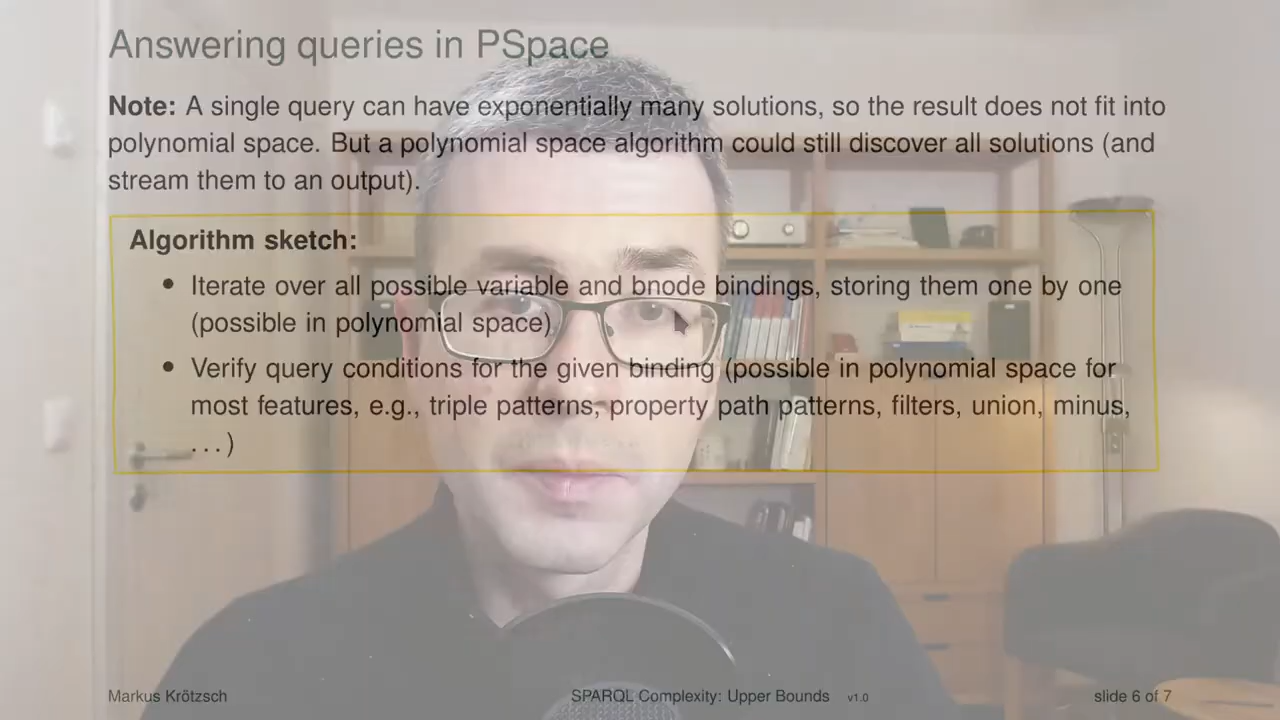 Answering queries in PSpace
Note: A single query can have exponentially many solutions, so the result does not fit into
polynomial space. But a polynomial space algorithm could still discover all solutions (and
stream them to an output).
Algorithm sketch:
• Iterate over all possible variable and bnode bindings, storing them one by one
(possible in polynomial space)
• Verify query conditions for the given binding (possible in polynomial space for
most features, e.g., triple patterns, property path patterns, filters, union, minus,
...)
Markus Krötzsch SPARQL Complexity: Upper Bounds v1.0 slide 6 of 7